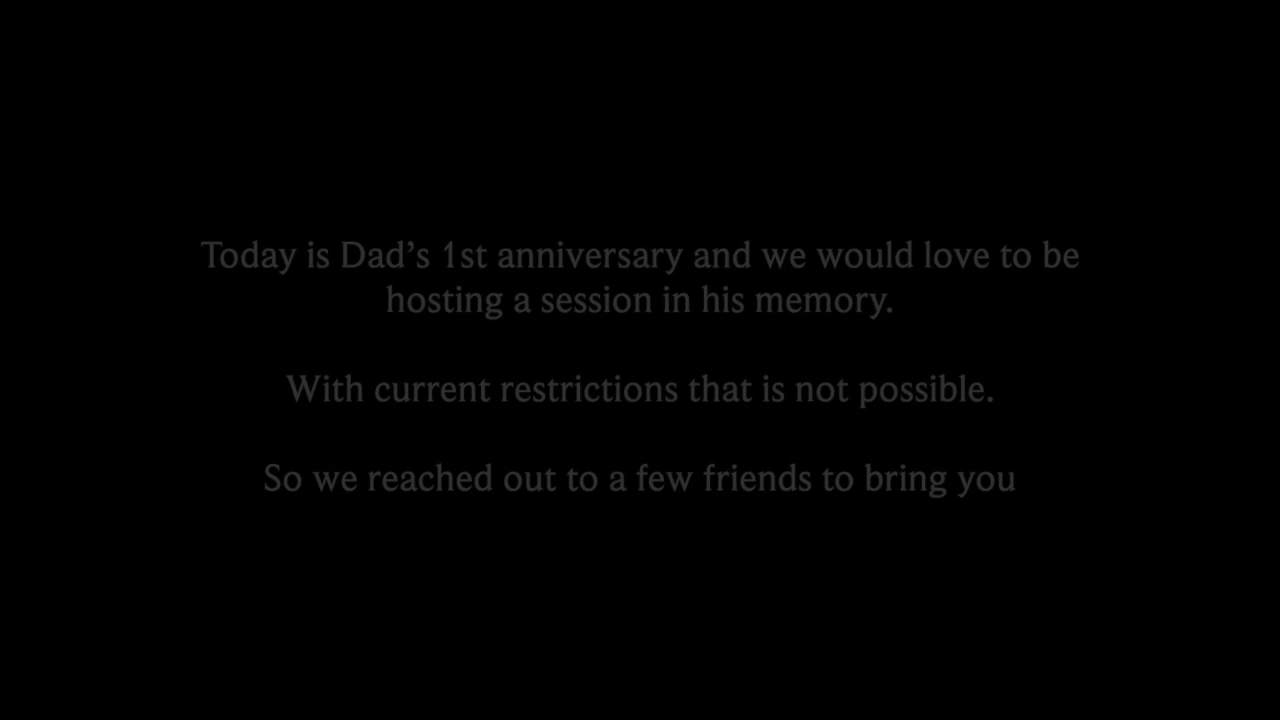 Today is Dad’s 1st anniversary and we would love to be
hosting a session in his memory.
With current restrictions that is not possible.
So we reached out to a few friends to bring you